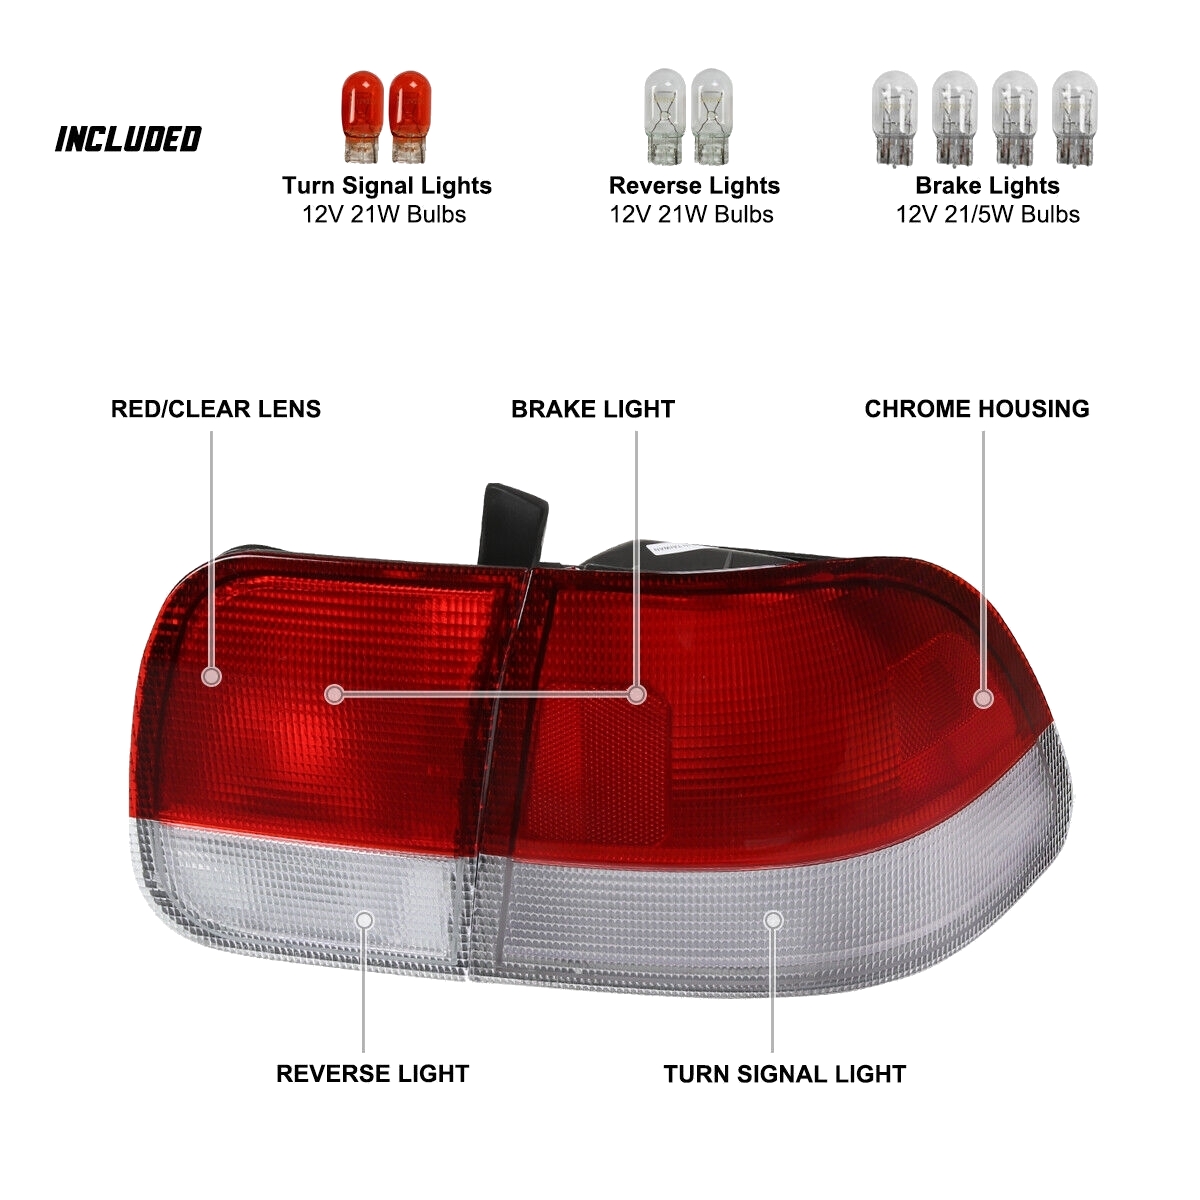 INCLUDED
Turn Signal Lights
12V 21W Bulbs
Reverse Lights
12V 21W Bulbs
Brake Lights
12V 21/5W Bulbs
RED/CLEAR LENS
BRAKE LIGHT
CHROME HOUSING
TAIWAN
REVERSE LIGHT
TURN SIGNAL LIGHT